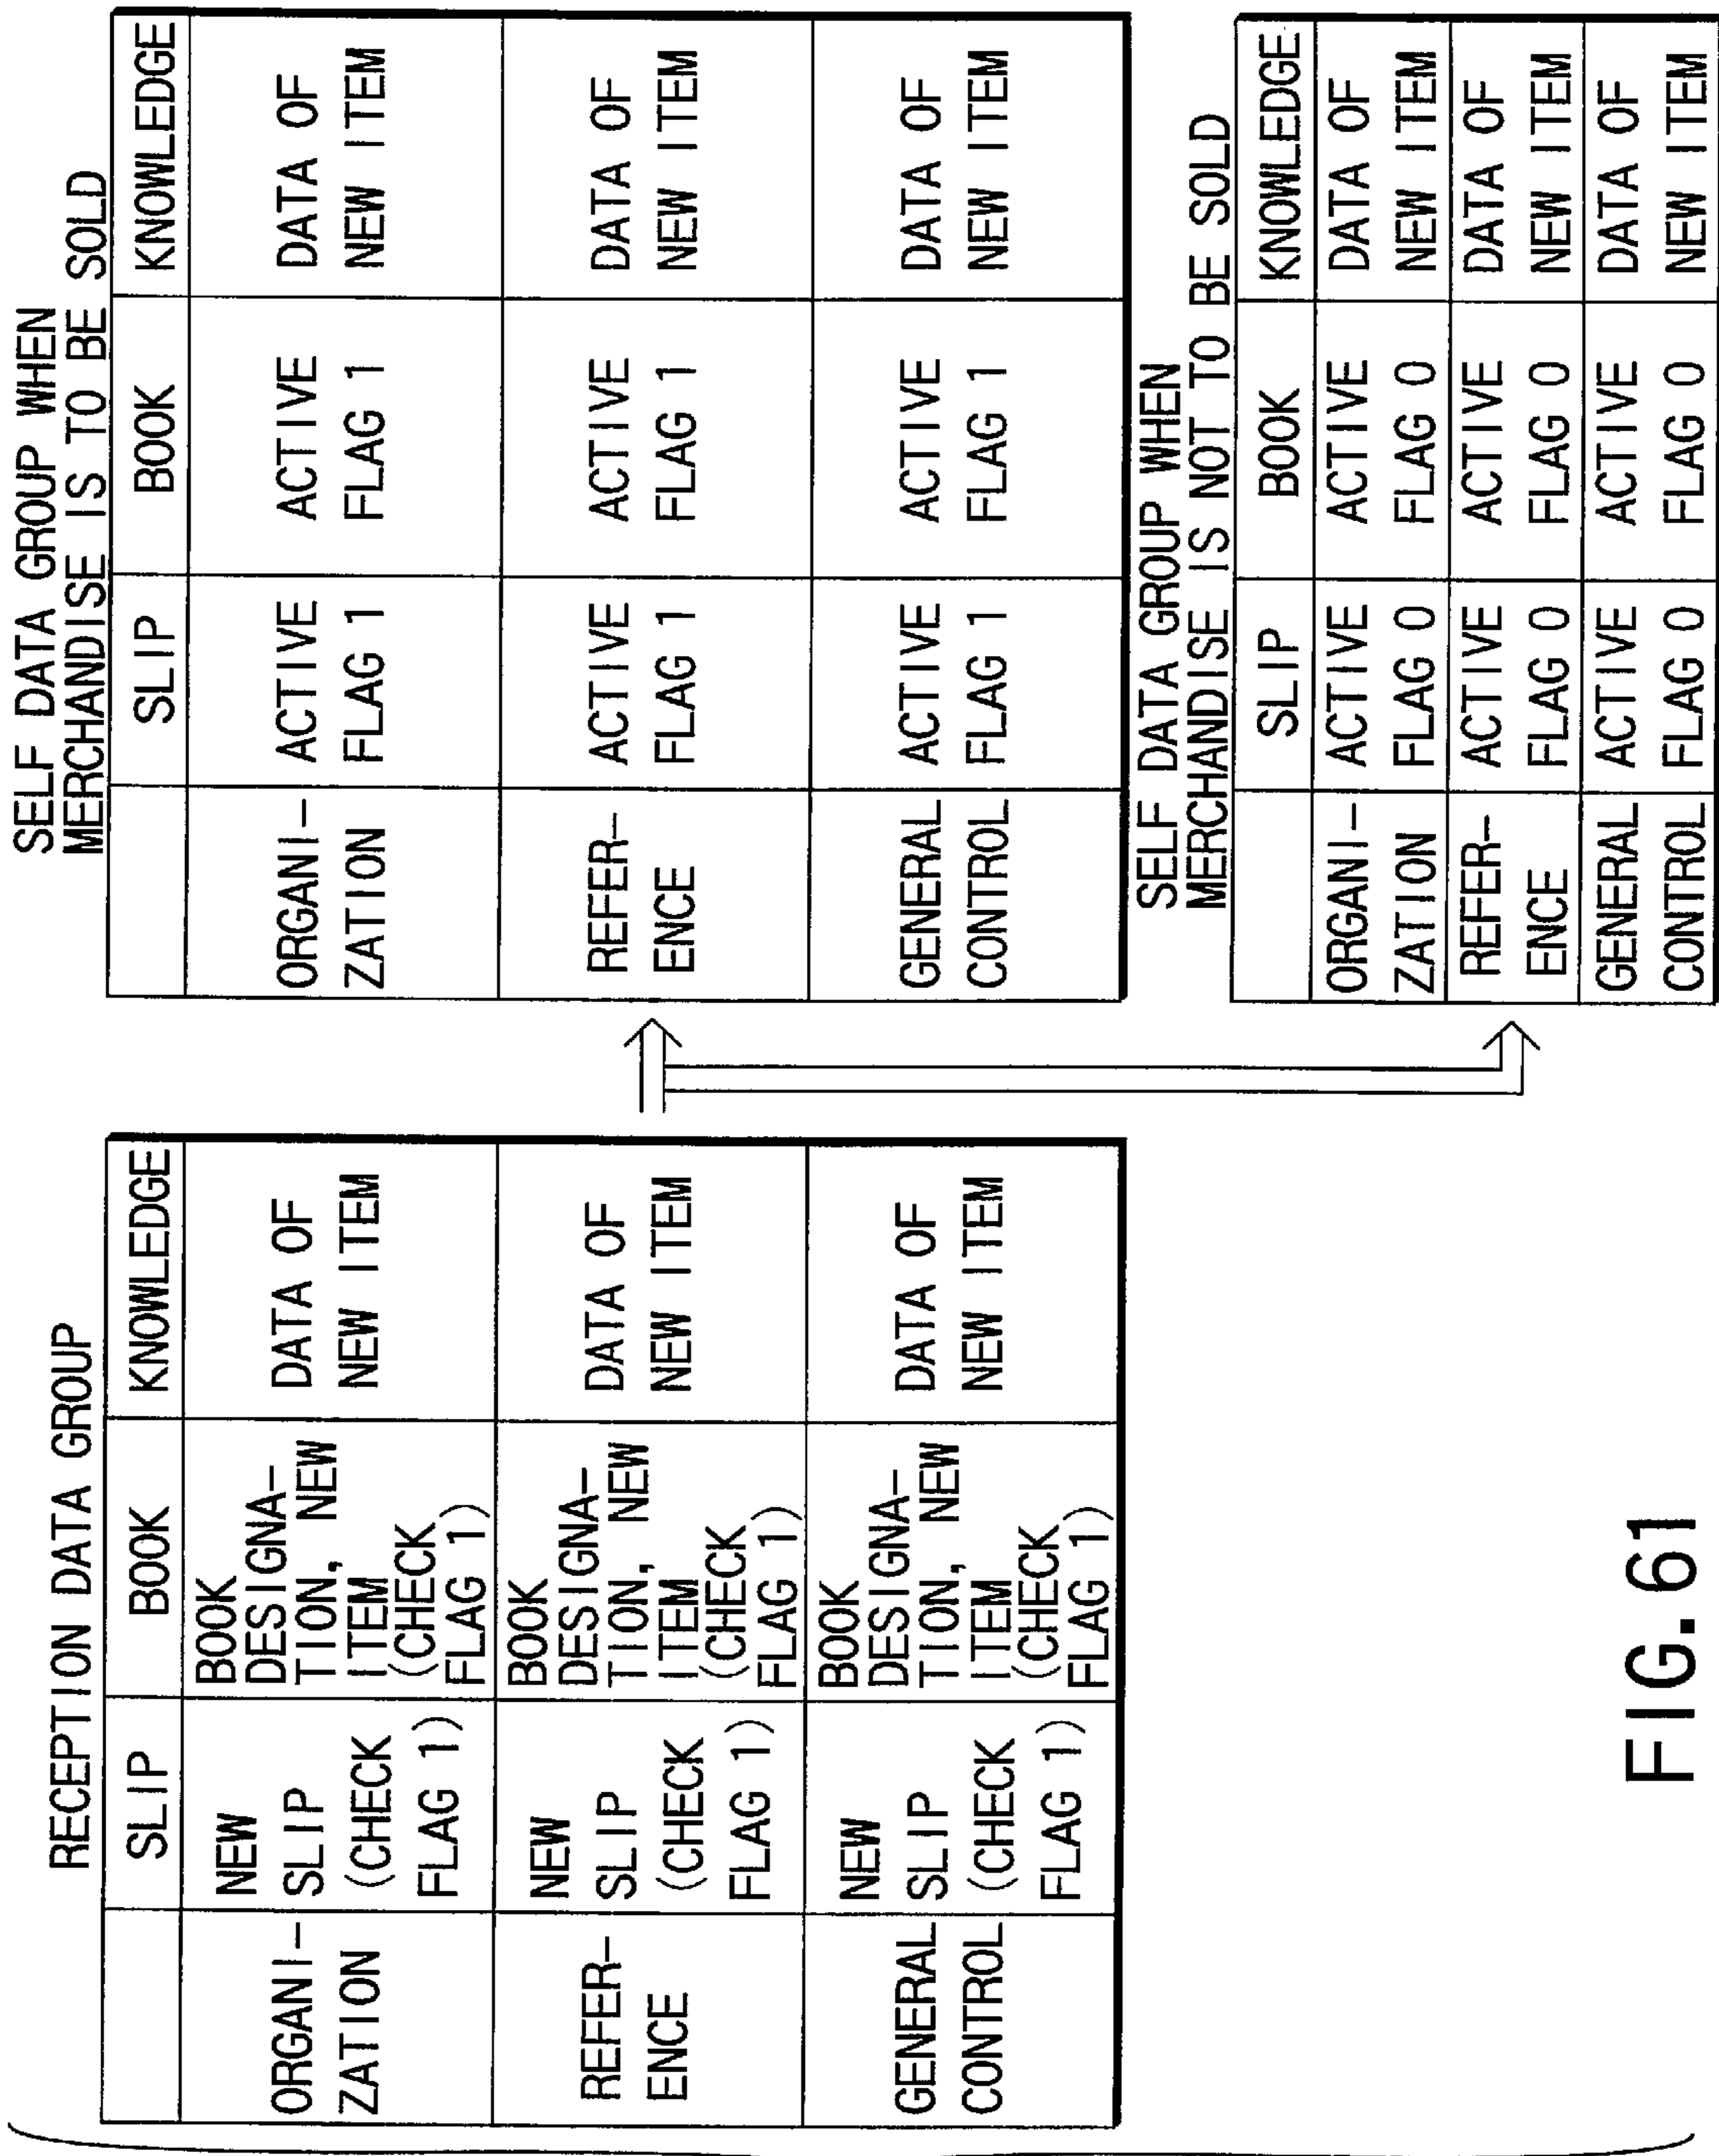 RECEPTION DATA GROUP
SLIP BOOK KNOWLEDGE
ORGANI-
ZATION
NEW
SLIP
(CHECK
FLAG 1)
BOOK
DESIGNA-
TION, NEW
ITEM
(CHECK
FLAG 1)
DATA OF
NEW ITEM
REFER-
ENCE
NEW
SLIP
(CHECK
FLAG 1)
BOOK
DESIGNA-
TION, NEW
ITEM
(CHECK
FLAG 1)
DATA OF
NEW ITEM
GENERAL
CONTROL
NEW
SLIP
(CHECK
FLAG 1)
BOOK
DESIGNA-
TION, NEW
ITEM
(CHECK
FLAG 1)
DATA OF
NEW ITEM
SELF DATA GROUP WHEN
MERCHANDISE IS TO BE SOLD
SLIP BOOK KNOWLEDGE
ORGANI-
ZATION
ACTIVE
FLAG 1
ACTIVE
FLAG 1
DATA OF
NEW ITEM
REFER-
ENCE
ACTIVE
FLAG 1
ACTIVE
FLAG 1
DATA OF
NEW ITEM
GENERAL
CONTROL
ACTIVE
FLAG 1
ACTIVE
FLAG 1
DATA OF
NEW ITEM
SELF DATA GROUP WHEN
MERCHANDISE IS NOT TO BE SOLD
SLIP BOOK KNOWLEDGE
ORGANI-
ZATION
ACTIVE
FLAG 0
ACTIVE
FLAG 0
DATA OF
NEW ITEM
REFER-
ENCE
ACTIVE
FLAG 0
ACTIVE
FLAG 0
DATA OF
NEW ITEM
GENERAL
CONTROL
ACTIVE
FLAG 0
ACTIVE
FLAG 0
DATA OF
NEW ITEM
FIG. 61